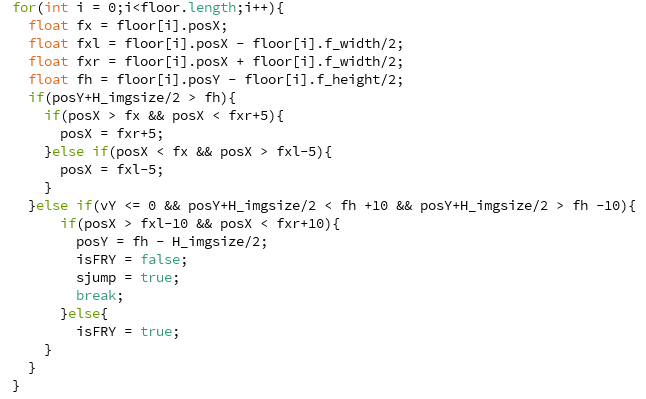 for(int i = 0;i<floor.length;i++){
  float fx = floor[i].posX;
  float fxl = floor[i].posX - floor[i].f_width/2;
  float fxr = floor[i].posX + floor[i].f_width/2;
  float fh = floor[i].posY - floor[i].f_height/2;
  if(posY+H_imgsize/2 > fh){
    if(posX > fx && posX < fxr+5){
      posX = fxr+5;
    }else if(posX < fx && posX > fxl-5){
      posX = fxl-5;
    }
  }else if(vY <= 0 && posY+H_imgsize/2 < fh +10 && posY+H_imgsize/2 > fh -10){
      if(posX > fxl-10 && posX < fxr+10){
        posY = fh - H_imgsize/2;
        isFRY = false;
        sjump = true;
        break;
      }else{
        isFRY = true;
    }
  }
}